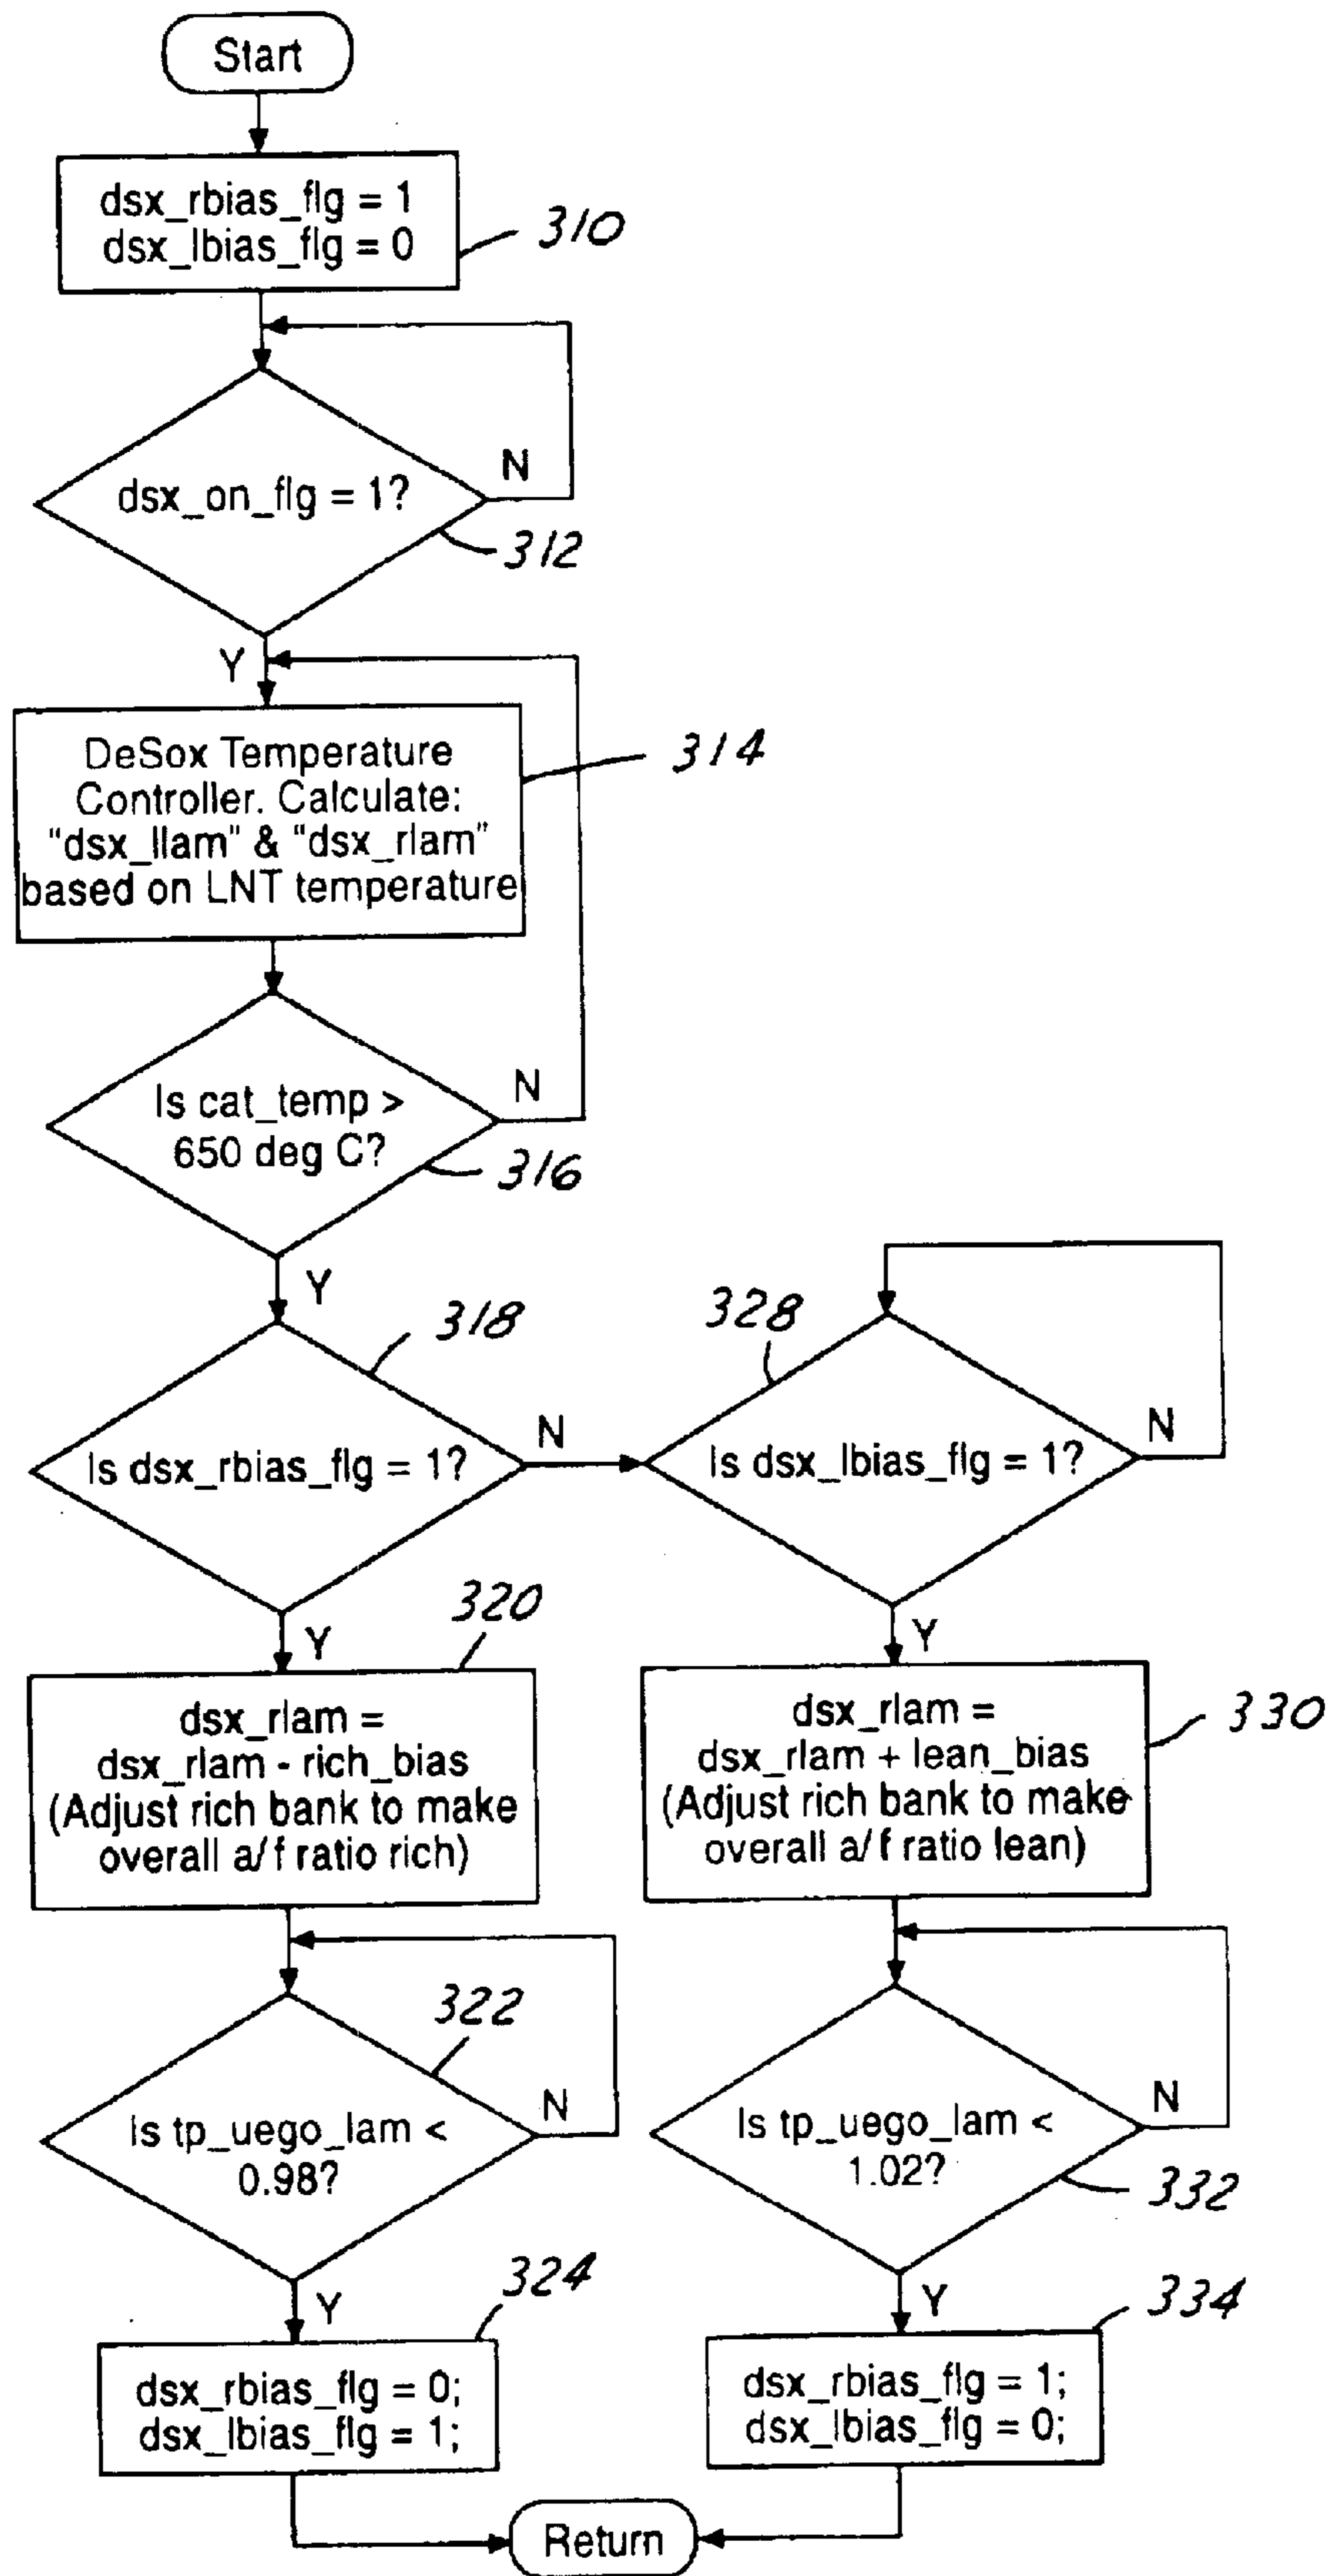 Start
dsx_rbias_flg = 1
dsx_lbias_flg = 0
310
dsx_on_flg = 1?
N
312
Y
DeSox Temperature
Controller. Calculate:
"dsx_llam" & "dsx_rlam"
based on LNT temperature
314
Is cat_temp >
650 deg C?
N
316
Y
318
Is dsx_rbias_flg = 1?
N
328
Is dsx_lbias_flg = 1?
N
Y
320
dsx_rlam =
dsx_rlam - rich_bias
(Adjust rich bank to make
overall a/f ratio rich)
Y
dsx_rlam =
dsx_rlam + lean_bias
(Adjust rich bank to make
overall a/f ratio lean)
330
322
Is tp_uego_lam <
0.98?
N
Is tp_uego_lam <
1.02?
N
332
Y
324
dsx_rbias_flg = 0;
dsx_lbias_flg = 1;
Y
334
dsx_rbias_flg = 1;
dsx_lbias_flg = 0;
Return